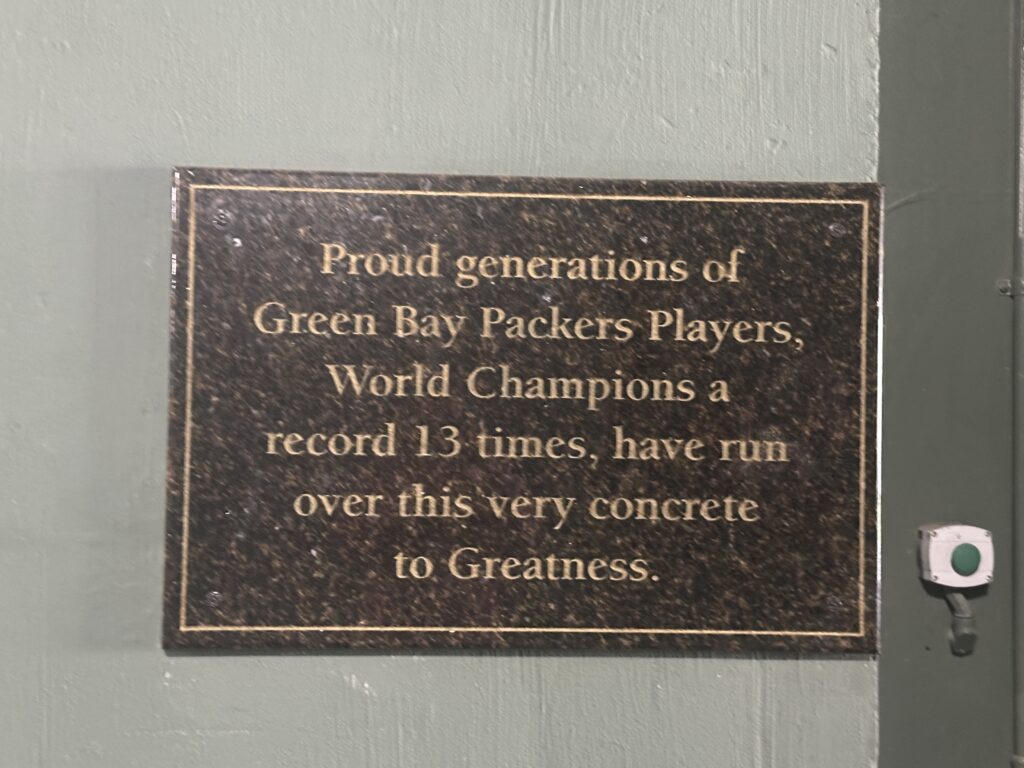 Proud generations of
Green Bay Packers Players,
World Champions a
record 13 times, have run
over this very concrete
to Greatness.